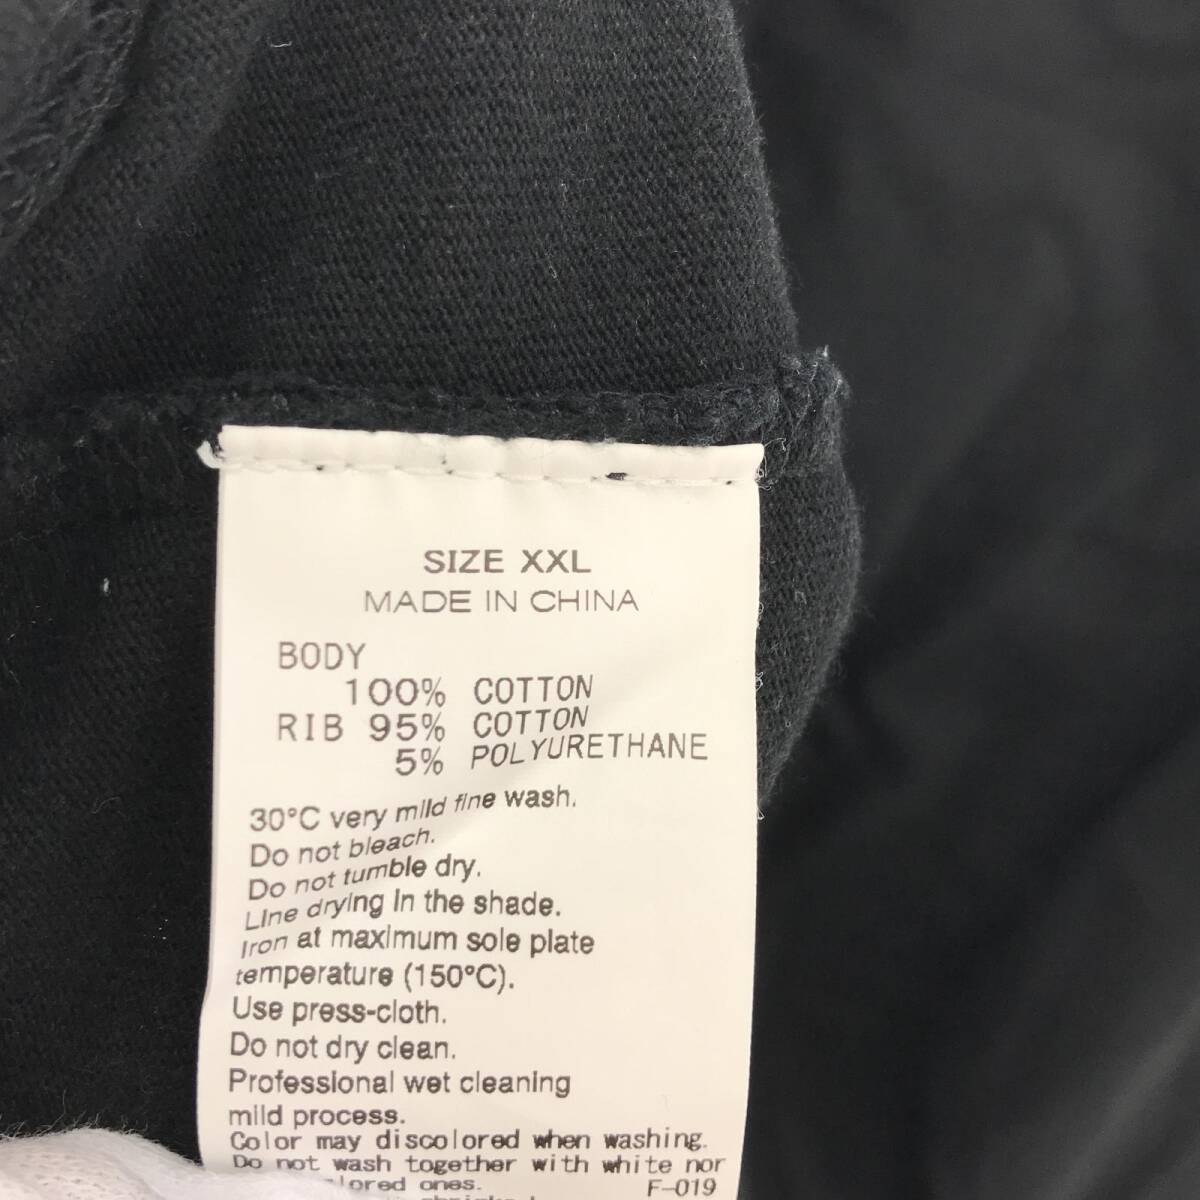 SIZE XXL
MADE IN CHINA
BODY
100% COTTON
RIB 95% COTTON
5% POLYURETHANE
30°C very mild fine wash.
Do not bleach.
Do not tumble dry.
Line drying in the shade.
Iron at maximum sole plate
temperature (150°C).
Use press-cloth.
Do not dry clean.
Professional wet cleaning
mild process.
Color may discolored when washing.
Do not wash together with white nor
ones.
F-019